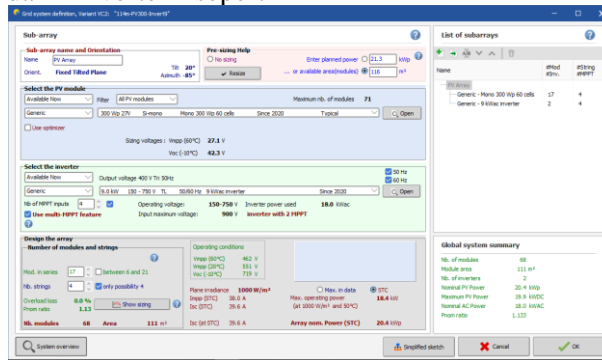 Grid system definition, Variant VC2: "114m-PV300-Invert9"
Sub-array
Sub-array name and Orientation
Name PV Array
Orient. Fixed Tilted Plane
Tilt 20°
Azimuth -85°
Pre-sizing Help
No sizing
Enter planned power 21.3 kWp
Resize
... or available area(modules) 116 m²
Select the PV module
Available Now Filter All PV modules Maximum nb. of modules 71
Generic 300 Wp 27V Si-mono Mono 300 Wp 60 cells Since 2020 Typical Open
Use optimizer
Sizing voltages : Vmpp (60°C) 27.1 V
Voc (-10°C) 42.3 V
Select the inverter
Available Now Output voltage 400 V Tri 50Hz
50 Hz
60 Hz
Generic 9.0 kW 150 - 750 V TL 50/60 Hz 9 kWac inverter Since 2020 Open
Nb of MPPT inputs 4 Operating voltage: 150-750 V Inverter power used 18.0 kWac
Use multi-MPPT feature Input maximum voltage: 900 V inverter with 2 MPPT
Design the array
Number of modules and strings
Mod. in series 17 between 6 and 21
Nb. strings 4 only possibility 4
Overload loss 0.0 %
Pnom ratio 1.13
Show sizing
Nb. modules 68 Area 111 m²
Operating conditions
Vmpp (60°C) 462 V
Vmpp (20°C) 551 V
Voc (-10°C) 719 V
Plane irradiance 1000 W/m²
Impp (STC) 38.0 A
Isc (STC) 39.6 A
Isc (at STC) 39.6 A
Max. in data STC
Max. operating power 18.4 kW
(at 1000 W/m² and 50°C)
Array nom. Power (STC) 20.4 kWp
List of subarrays
Name #Mod #String
#Inv. #MPPT
PV Array
Generic - Mono 300 Wp 60 cells 17 4
Generic - 9 kWac inverter 2 4
Global system summary
Nb. of modules 68
Module area 111 m²
Nb. of inverters 2
Nominal PV Power 20.4 kWp
Maximum PV Power 19.9 kWDC
Nominal AC Power 18.0 kWAC
Pnom ratio 1.133
System overview
Simplified sketch
Cancel
OK